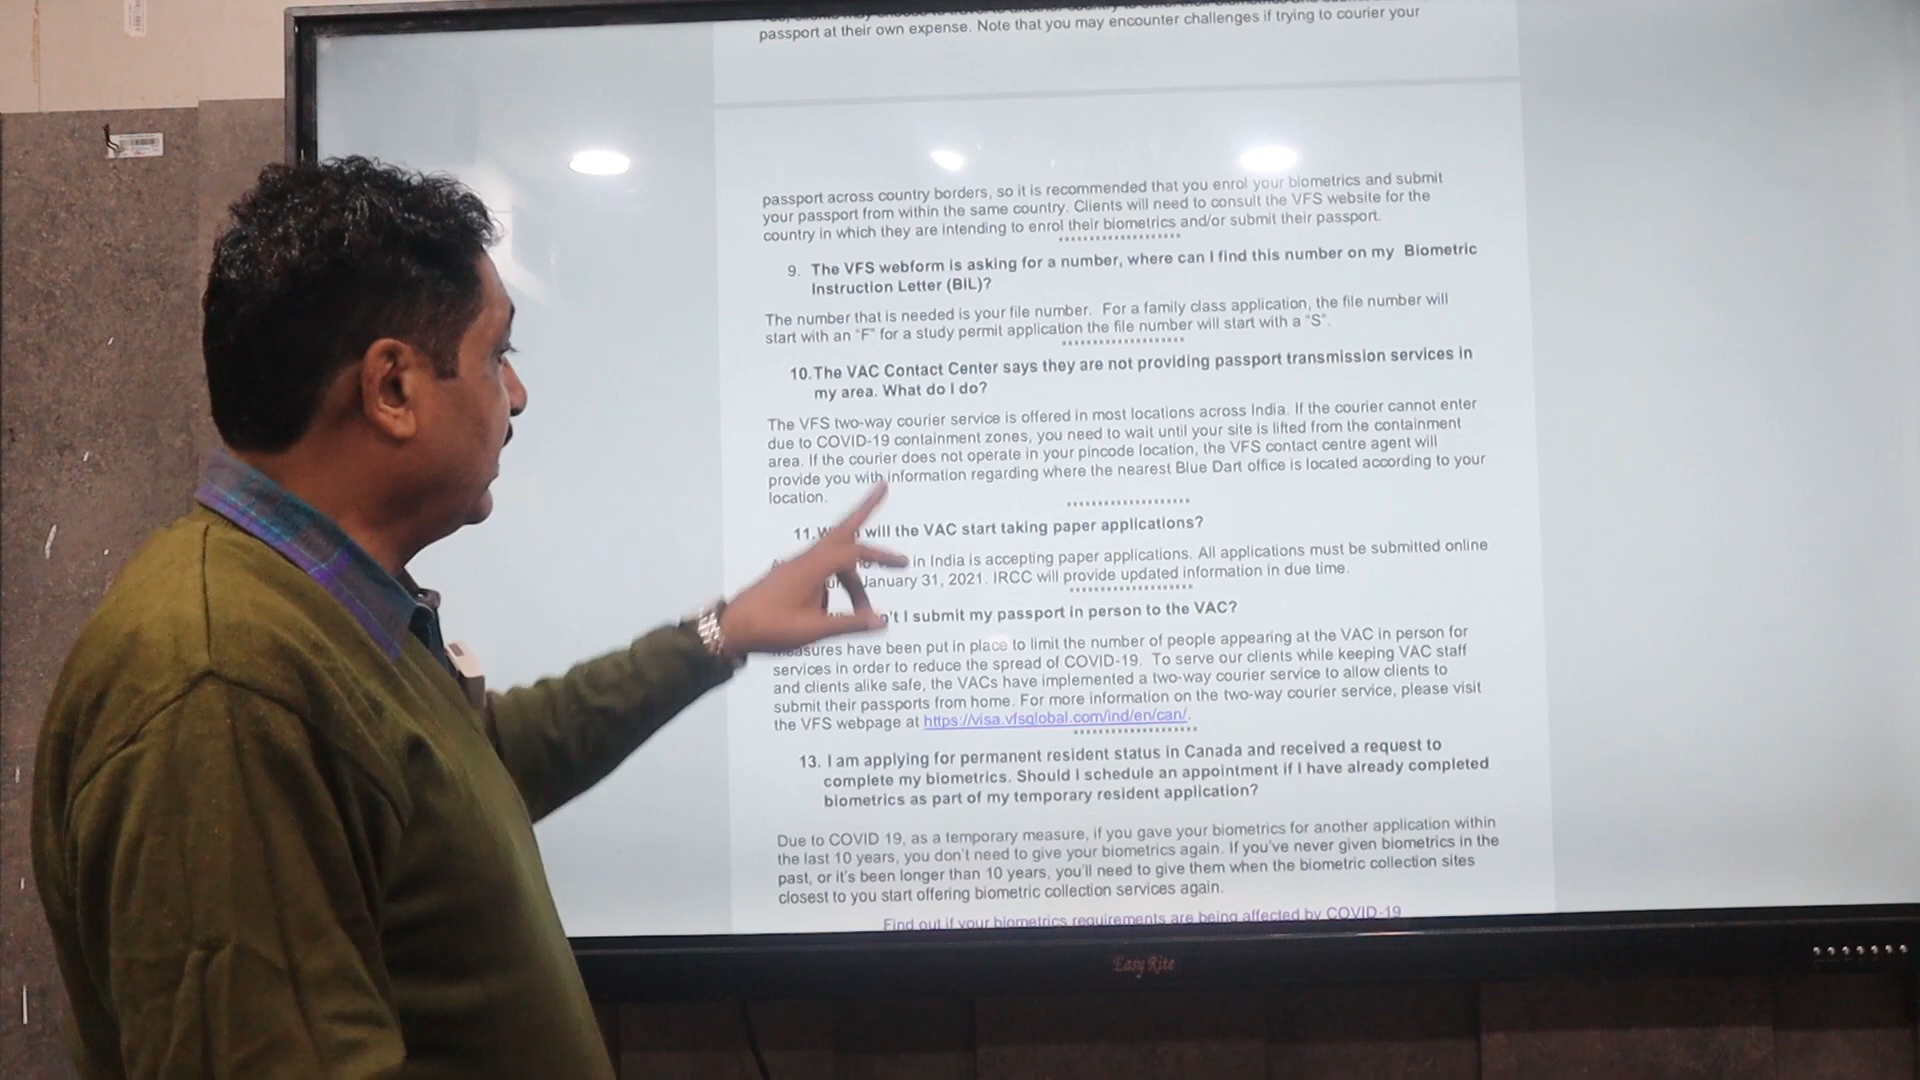 passport at their own expense. Note that you may encounter challenges if trying to courier your
passport across country borders, so it is recommended that you enrol your biometrics and submit
your passport from within the same country. Clients will need to consult the VFS website for the
country in which they are intending to enrol their biometrics and/or submit their passport.
********************
9. The VFS webform is asking for a number, where can I find this number on my Biometric
Instruction Letter (BIL)?
The number that is needed is your file number. For a family class application, the file number will
start with an "F" for a study permit application the file number will start with a "S".
********************
10. The VAC Contact Center says they are not providing passport transmission services in
my area. What do I do?
The VFS two-way courier service is offered in most locations across India. If the courier cannot enter
due to COVID-19 containment zones, you need to wait until your site is lifted from the containment
area. If the courier does not operate in your pincode location, the VFS contact centre agent will
provide you with information regarding where the nearest Blue Dart office is located according to your
location.
********************
11. will the VAC start taking paper applications?
in India is accepting paper applications. All applications must be submitted online
January 31, 2021. IRCC will provide updated information in due time.
********************
I submit my passport in person to the VAC?
Measures have been put in place to limit the number of people appearing at the VAC in person for
services in order to reduce the spread of COVID-19. To serve our clients while keeping VAC staff
and clients alike safe, the VACs have implemented a two-way courier service to allow clients to
submit their passports from home. For more information on the two-way courier service, please visit
the VFS webpage at https://visa.vfsglobal.com/ind/en/can/.
********************
13. I am applying for permanent resident status in Canada and received a request to
complete my biometrics. Should I schedule an appointment if I have already completed
biometrics as part of my temporary resident application?
Due to COVID 19, as a temporary measure, if you gave your biometrics for another application within
the last 10 years, you don't need to give your biometrics again. If you've never given biometrics in the
past, or it's been longer than 10 years, you'll need to give them when the biometric collection sites
closest to you start offering biometric collection services again.
Find out if your biometrics requirements are being affected by COVID-19
Easy Rite